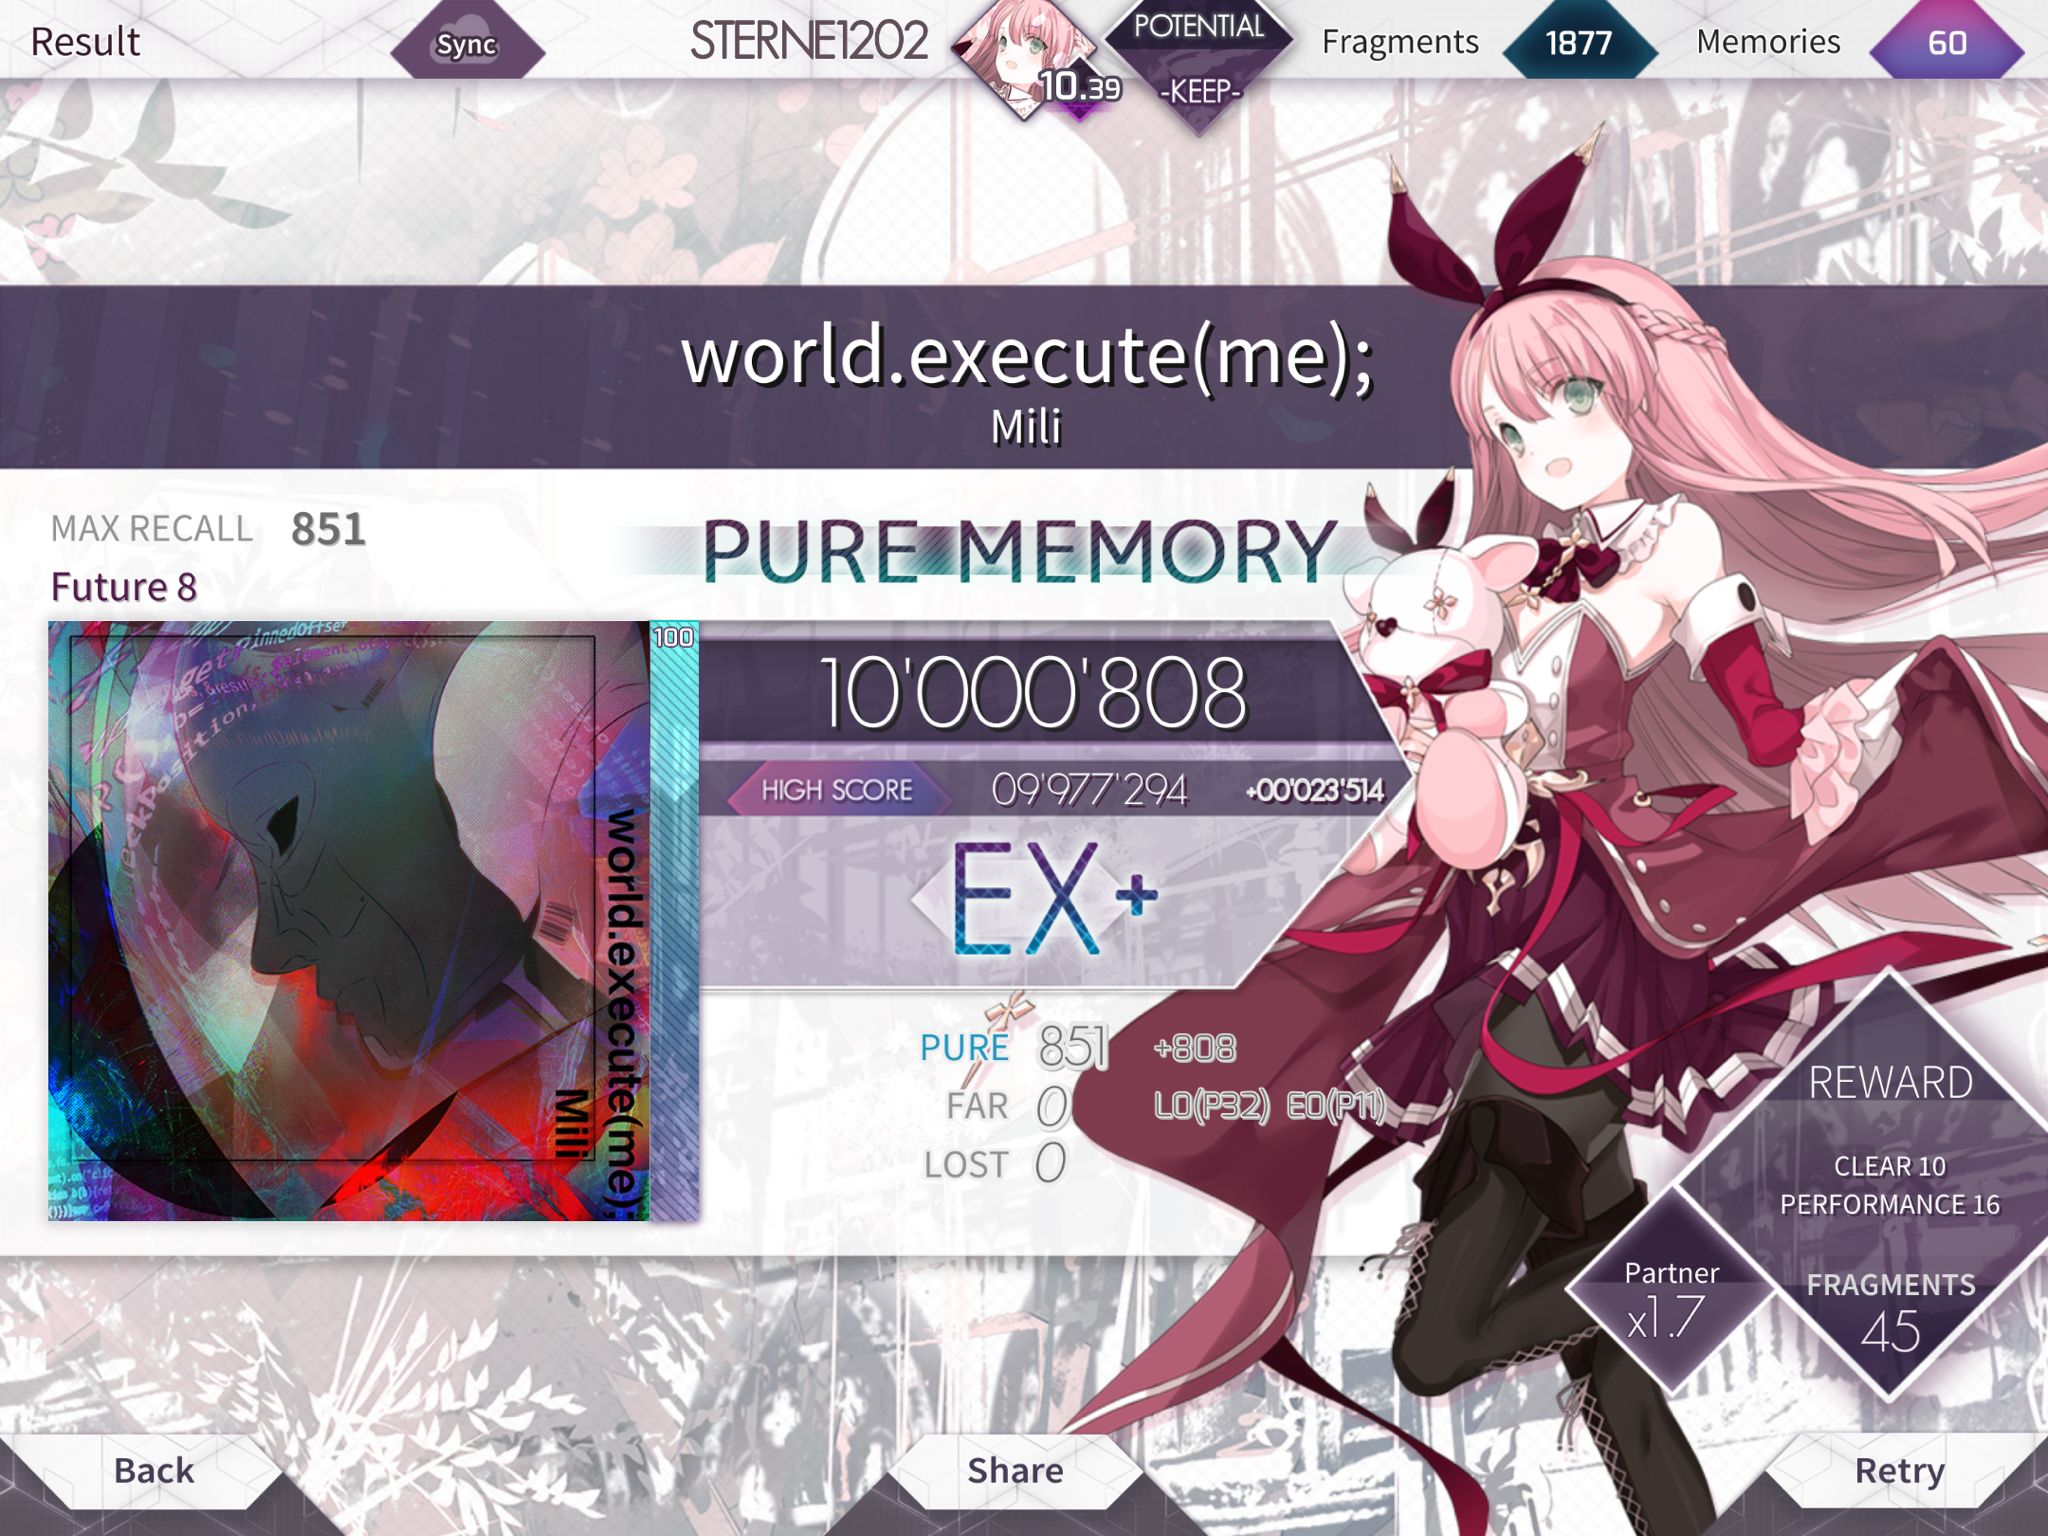 Result
Sync
STERNE1202
10.39
POTENTIAL
-KEEP-
Fragments
1877
Memories
60
world.execute(me);
Mili
MAX RECALL 851
Future 8
PURE MEMORY
100
10'000'808
HIGH SCORE 09'977'294 +00'023'514
EX+
world.execute(me);
Mili
PURE 851 +808
FAR 0 L0(P32) E0(P11)
LOST 0
REWARD
CLEAR 10
PERFORMANCE 16
Partner
x1.7
FRAGMENTS
45
Back
Share
Retry